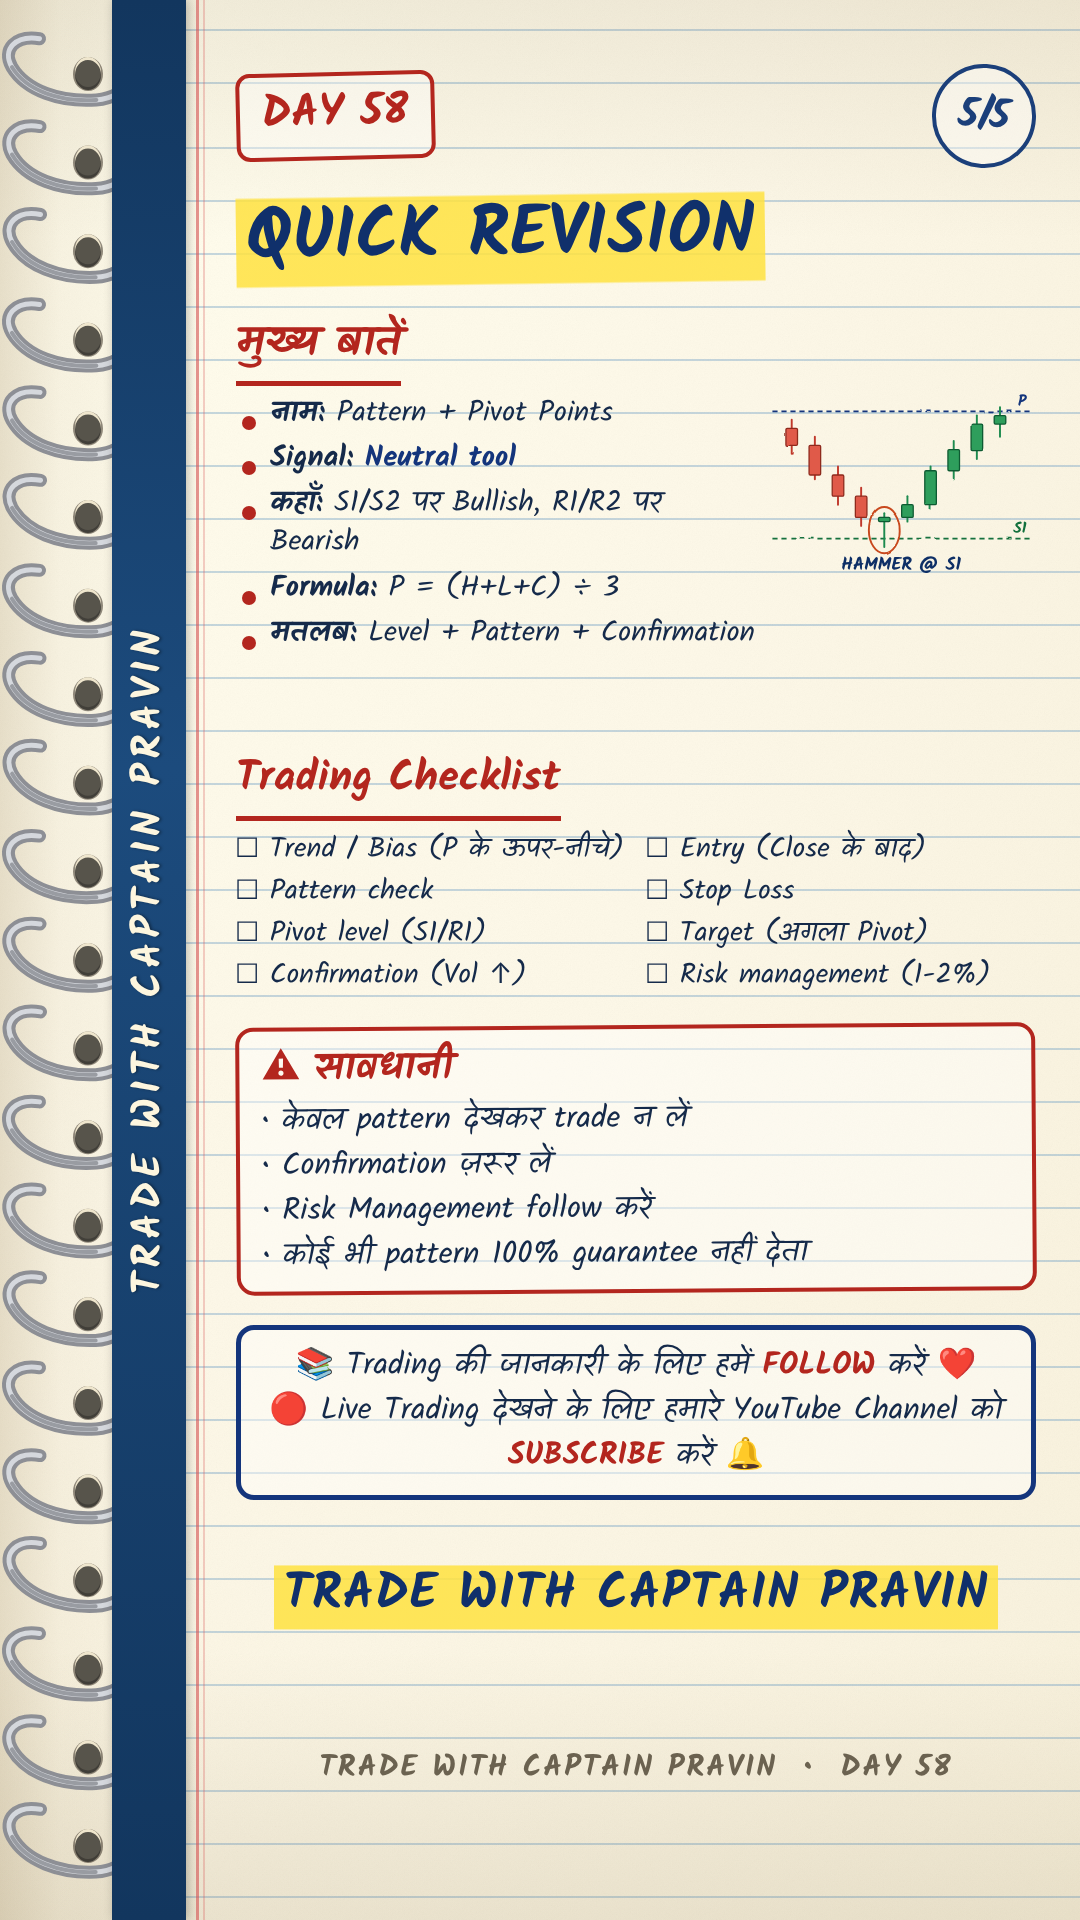 DAY 58
5/5
QUICK REVISION
मुख्य बातें
नाम: Pattern + Pivot Points
Signal: Neutral tool
कहाँ: S1/S2 पर Bullish, R1/R2 पर
Bearish
Formula: P = (H+L+C) ÷ 3
मतलब: Level + Pattern + Confirmation
P
S1
HAMMER @ S1
Trading Checklist
☐ Trend / Bias (P के ऊपर-नीचे)
☐ Pattern check
☐ Pivot level (S1/R1)
☐ Confirmation (Vol ↑)
☐ Entry (Close के बाद)
☐ Stop Loss
☐ Target (अगला Pivot)
☐ Risk management (1-2%)
⚠ सावधानी
· केवल pattern देखकर trade न लें
· Confirmation ज़रूर लें
· Risk Management follow करें
· कोई भी pattern 100% guarantee नहीं देता
📚 Trading की जानकारी के लिए हमें FOLLOW करें ❤️
🔴 Live Trading देखने के लिए हमारे YouTube Channel को
SUBSCRIBE करें 🔔
TRADE WITH CAPTAIN PRAVIN
TRADE WITH CAPTAIN PRAVIN · DAY 58
TRADE WITH CAPTAIN PRAVIN